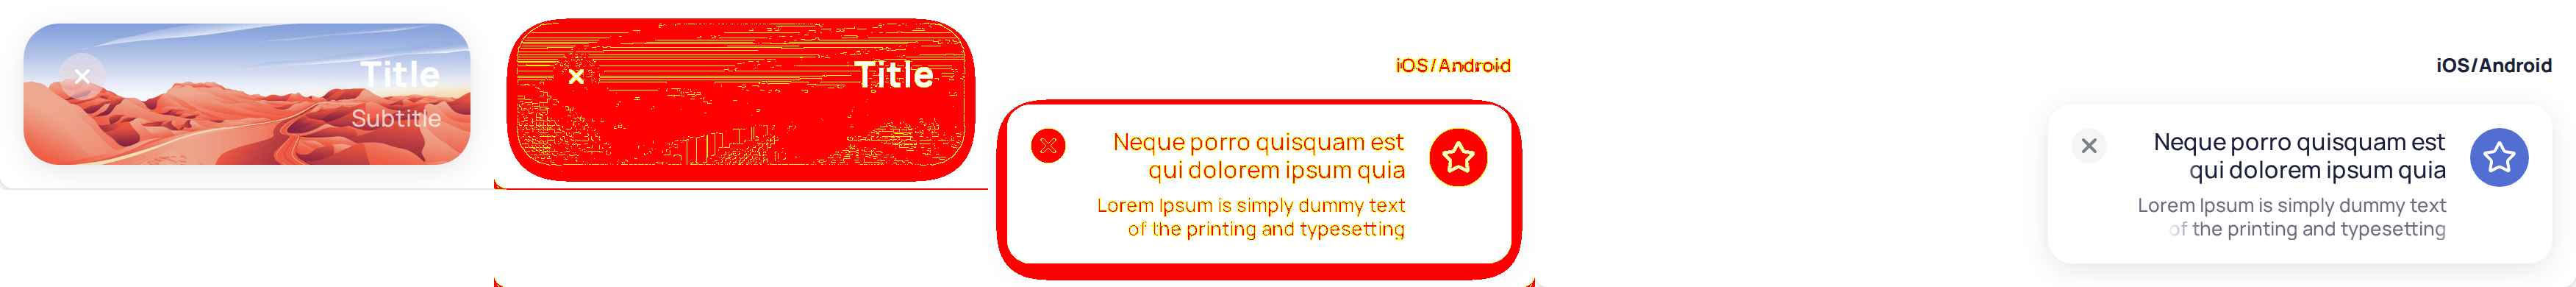 Title
Subtitle
Title
iOS/Android
Neque porro quisquam est
qui dolorem ipsum quia
Lorem Ipsum is simply dummy text
of the printing and typesetting
iOS/Android
Neque porro quisquam est
qui dolorem ipsum quia
Lorem Ipsum is simply dummy text
of the printing and typesetting